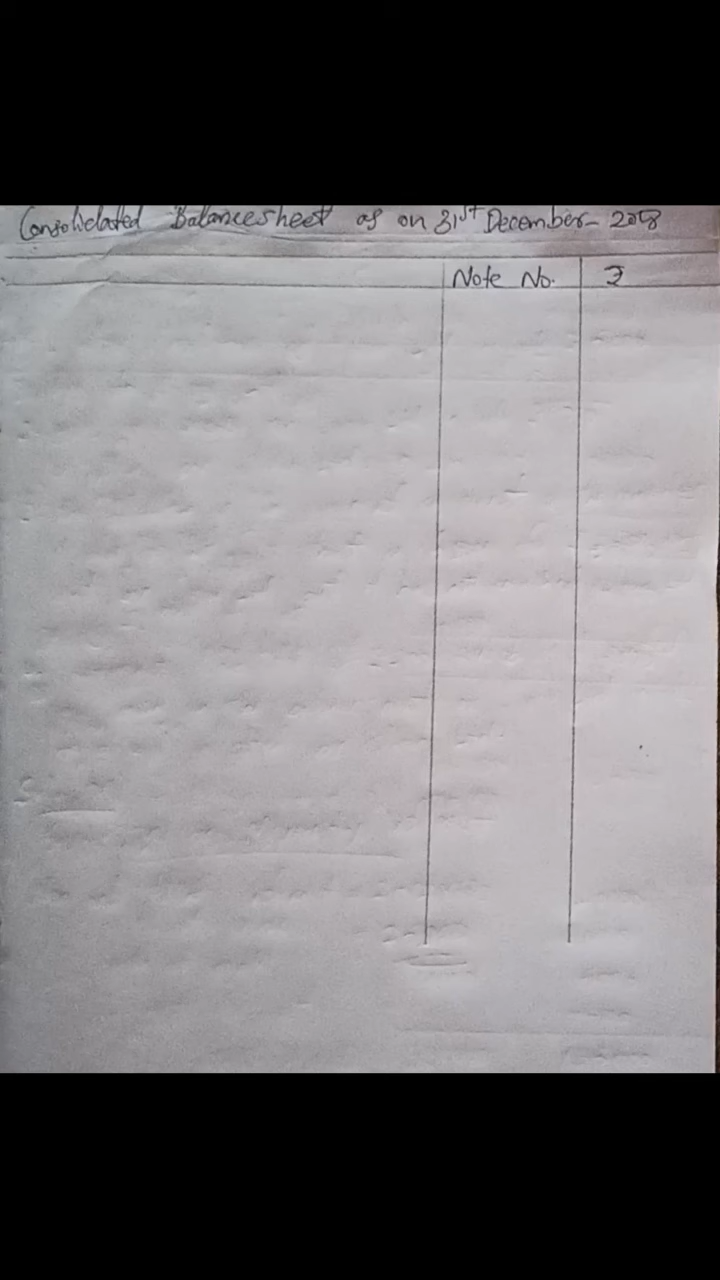 Consolidated Balancesheet as on 31st December- 2018
Note No. ₹